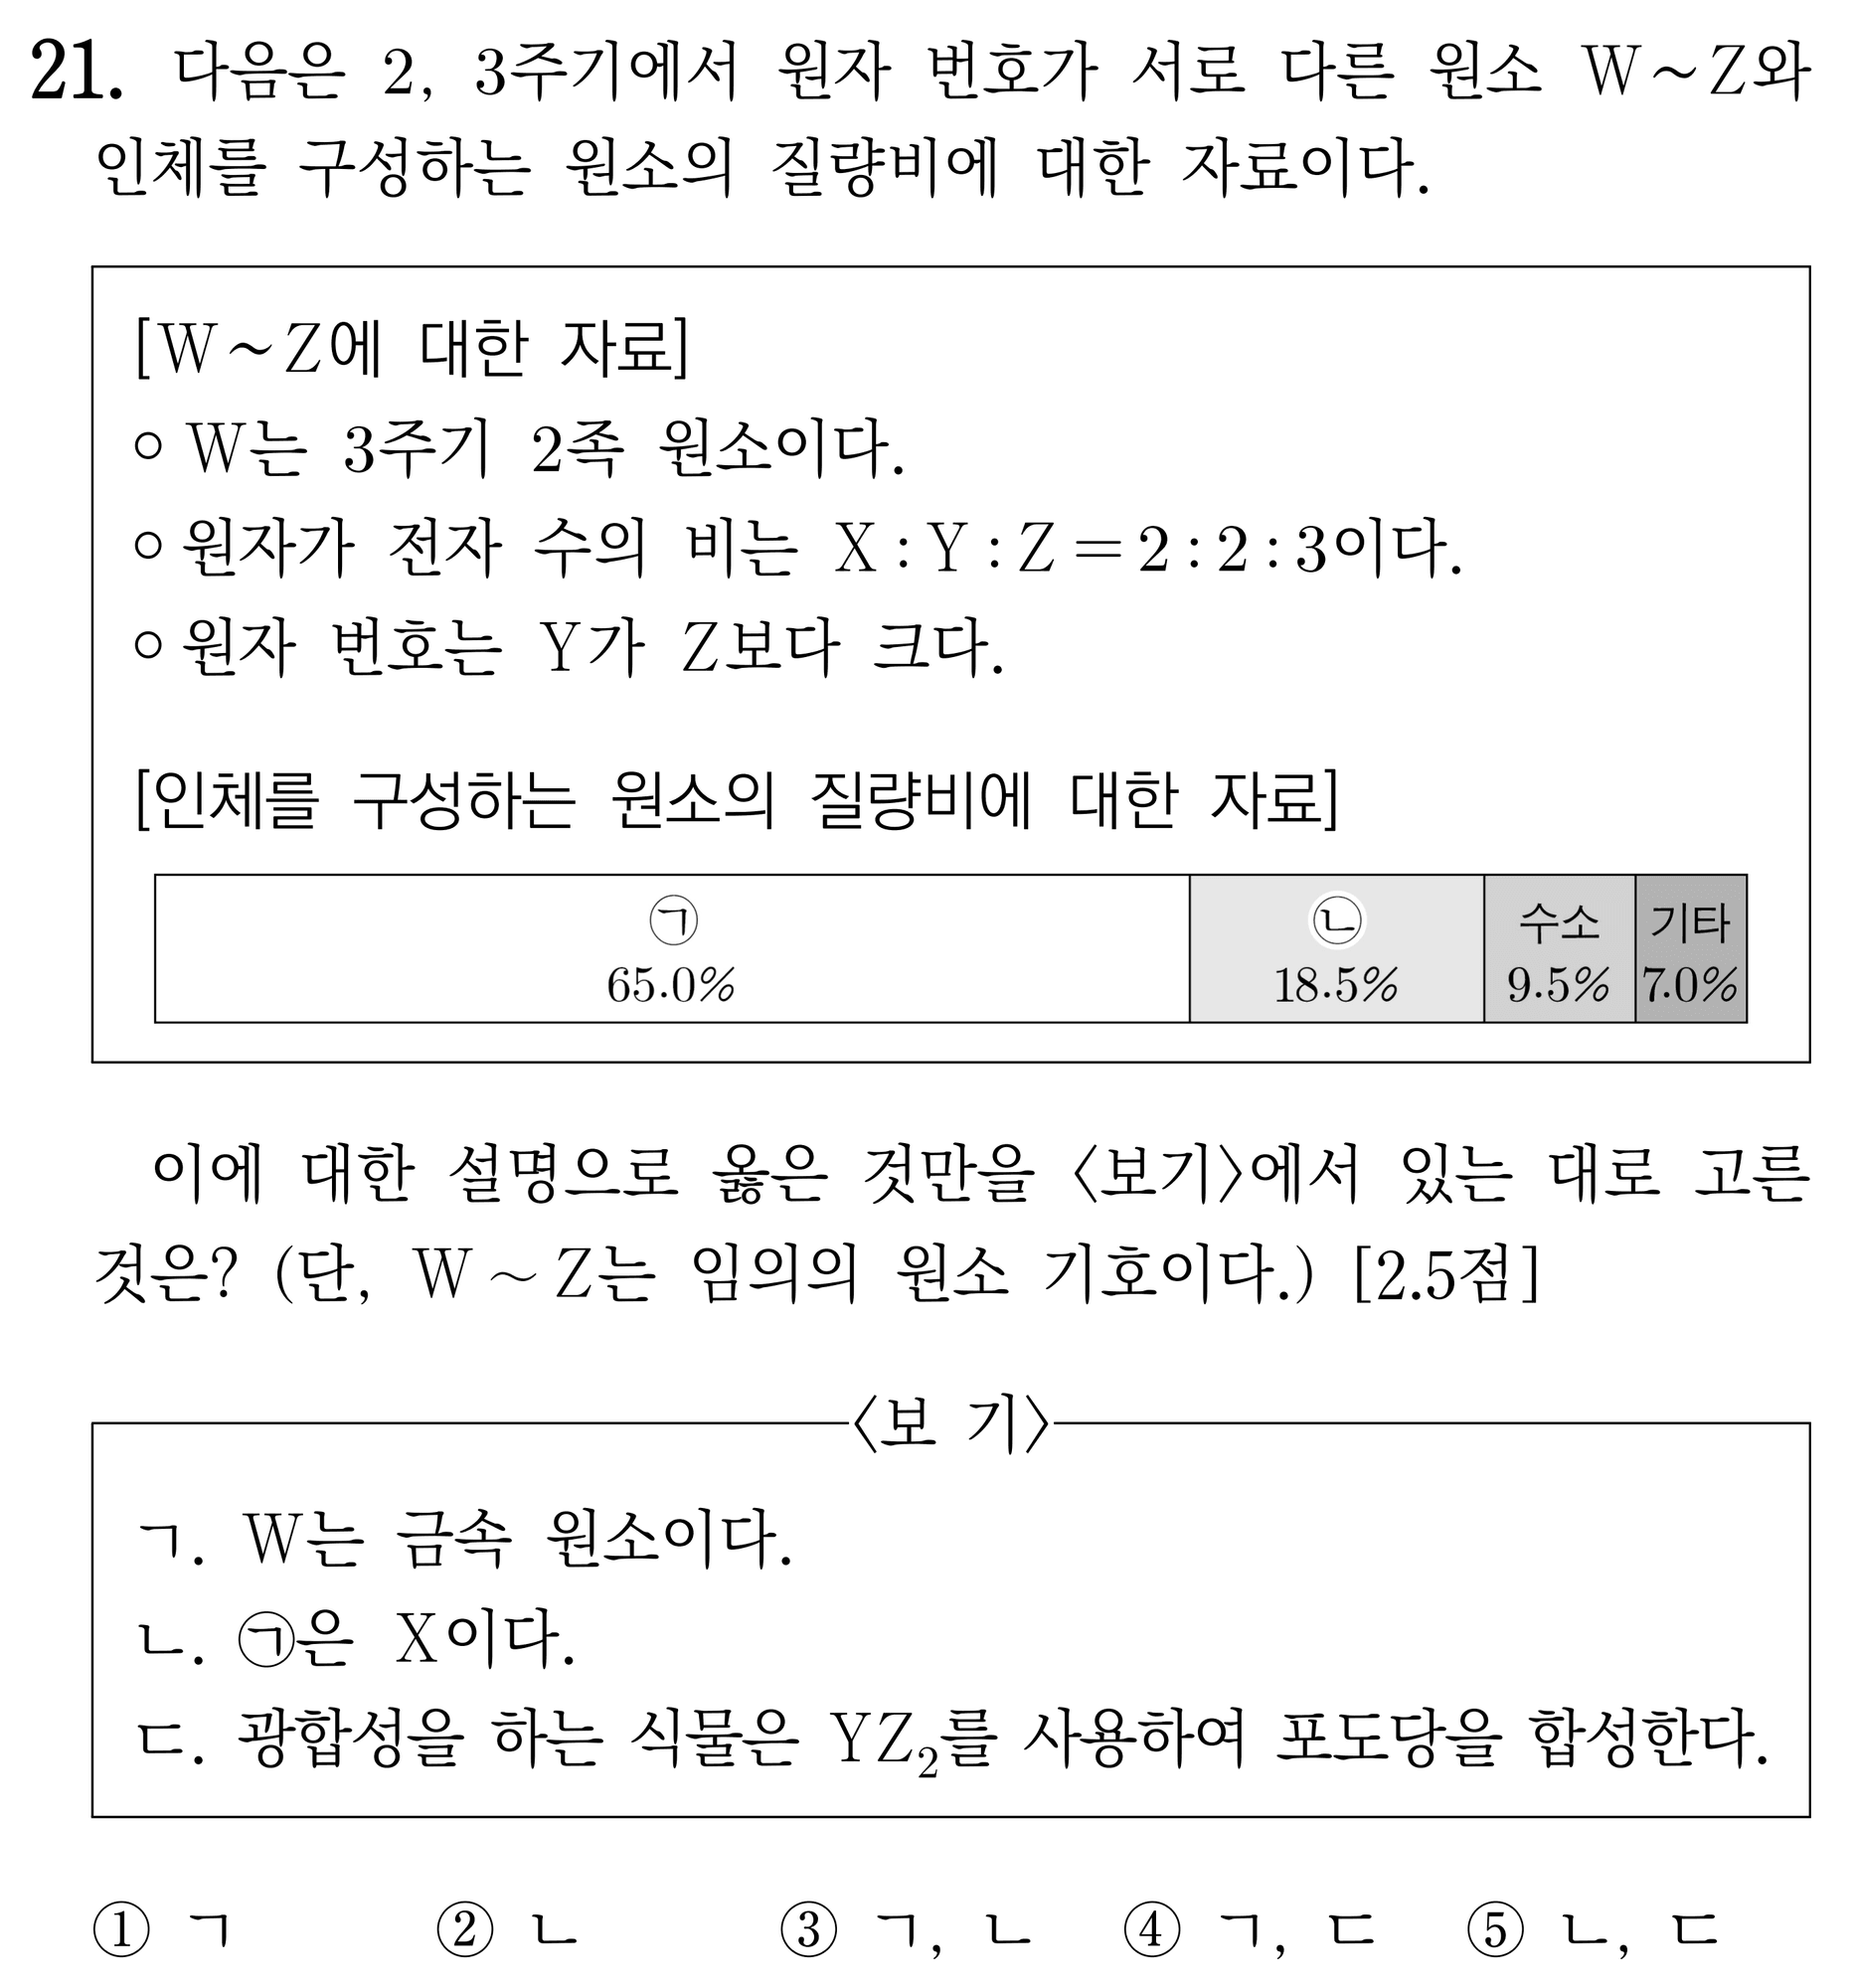 21. 다음은 2, 3주기에서 원자 번호가 서로 다른 원소 W~Z와
인체를 구성하는 원소의 질량비에 대한 자료이다.
[W~Z에 대한 자료]
○ W는 3주기 2족 원소이다.
○ 원자가 전자 수의 비는 X : Y : Z = 2 : 2 : 3이다.
○ 원자 번호는 Y가 Z보다 크다.
[인체를 구성하는 원소의 질량비에 대한 자료]
㉠ ㉡ 수소 기타
65.0% 18.5% 9.5% 7.0%
이에 대한 설명으로 옳은 것만을 〈보기〉에서 있는 대로 고른
것은? (단, W~Z는 임의의 원소 기호이다.) [2.5점]
〈보 기〉
ㄱ. W는 금속 원소이다.
ㄴ. ㉠은 X이다.
ㄷ. 광합성을 하는 식물은 YZ₂를 사용하여 포도당을 합성한다.
① ㄱ ② ㄴ ③ ㄱ, ㄴ ④ ㄱ, ㄷ ⑤ ㄴ, ㄷ